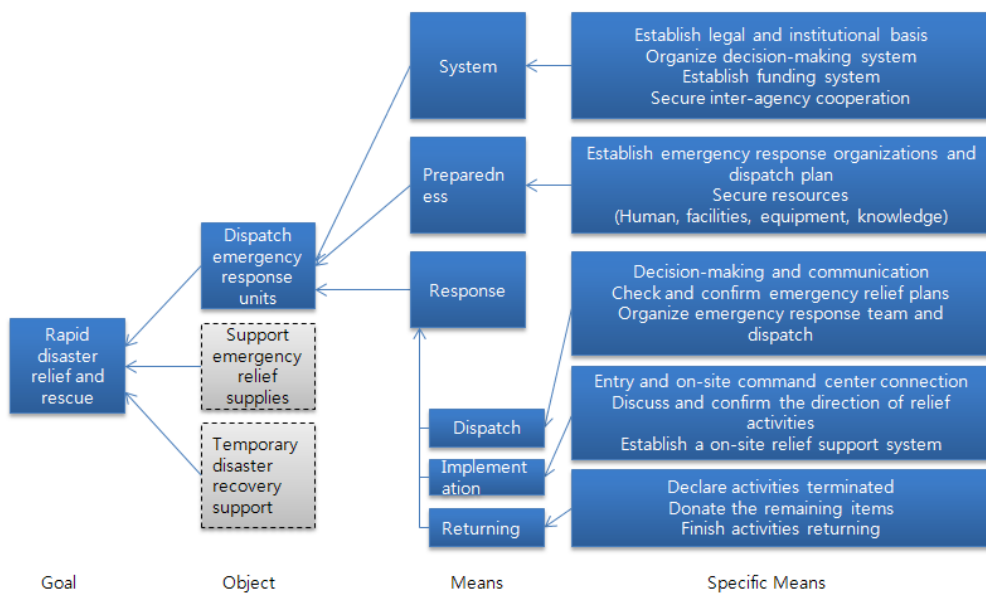 Rapid
disaster
relief and
rescue
Dispatch
emergency
response
units
Support
emergency
relief
supplies
Temporary
disaster
recovery
support
System
Preparedn
ess
Response
Dispatch
Implement
ation
Returning
Establish legal and institutional basis
Organize decision-making system
Establish funding system
Secure inter-agency cooperation
Establish emergency response organizations and
dispatch plan
Secure resources
(Human, facilities, equipment, knowledge)
Decision-making and communication
Check and confirm emergency relief plans
Organize emergency response team and
dispatch
Entry and on-site command center connection
Discuss and confirm the direction of relief
activities
Establish a on-site relief support system
Declare activities terminated
Donate the remaining items
Finish activities returning
Goal
Object
Means
Specific Means